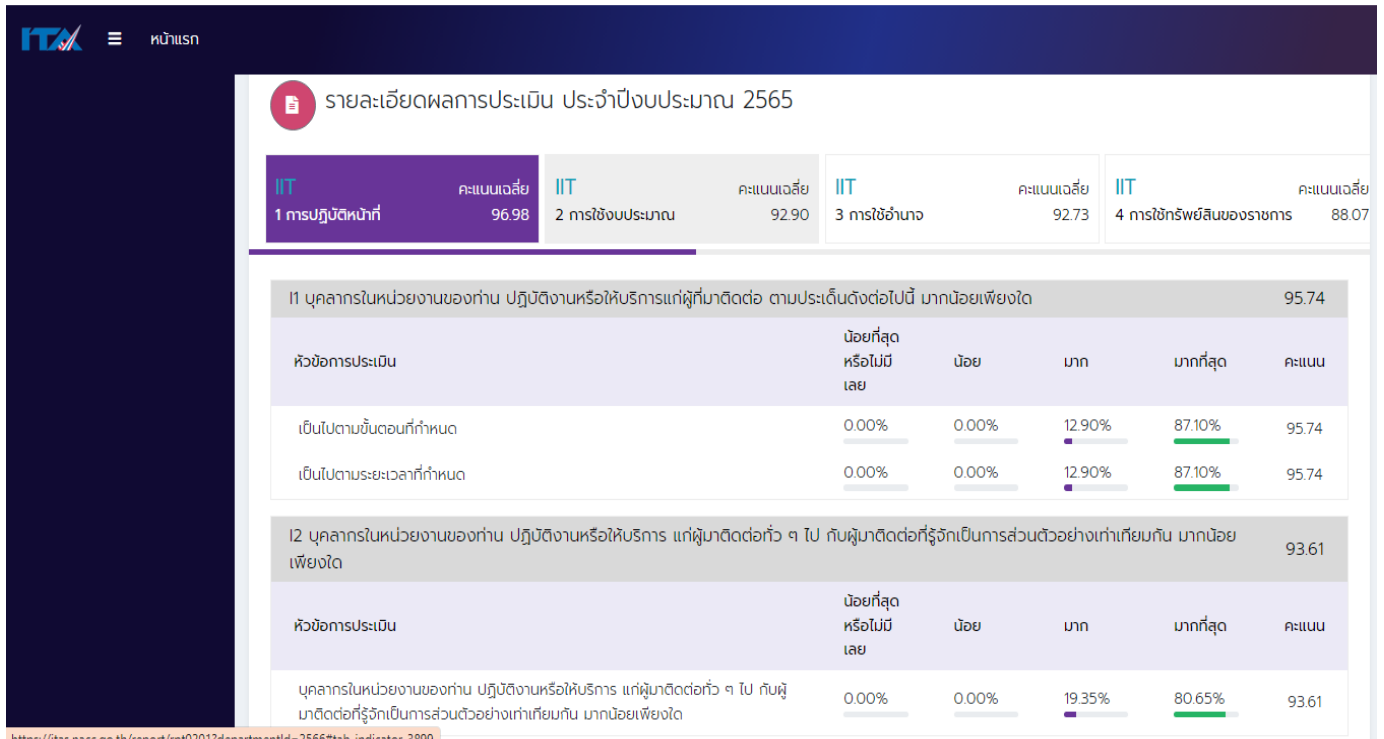 ITA หน้าแรก
รายละเอียดผลการประเมิน ประจำปีงบประมาณ 2565
IIT คะแนนเฉลี่ย IIT คะแนนเฉลี่ย IIT คะแนนเฉลี่ย IIT คะแนนเฉลี่ย
1 การปฏิบัติหน้าที่ 96.98 2 การใช้งบประมาณ 92.90 3 การใช้อำนาจ 92.73 4 การใช้ทรัพย์สินของราชการ 88.07
I1 บุคลากรในหน่วยงานของท่าน ปฏิบัติงานหรือให้บริการแก่ผู้ที่มาติดต่อ ตามประเด็นดังต่อไปนี้ มากน้อยเพียงใด 95.74
น้อยที่สุด
หัวข้อการประเมิน หรือไม่มี น้อย มาก มากที่สุด คะแนน
เลย
เป็นไปตามขั้นตอนที่กำหนด 0.00% 0.00% 12.90% 87.10% 95.74
เป็นไปตามระยะเวลาที่กำหนด 0.00% 0.00% 12.90% 87.10% 95.74
I2 บุคลากรในหน่วยงานของท่าน ปฏิบัติงานหรือให้บริการ แก่ผู้มาติดต่อทั่ว ๆ ไป กับผู้มาติดต่อที่รู้จักเป็นการส่วนตัวอย่างเท่าเทียมกัน มากน้อย
เพียงใด 93.61
น้อยที่สุด
หัวข้อการประเมิน หรือไม่มี น้อย มาก มากที่สุด คะแนน
เลย
บุคลากรในหน่วยงานของท่าน ปฏิบัติงานหรือให้บริการ แก่ผู้มาติดต่อทั่ว ๆ ไป กับผู้
มาติดต่อที่รู้จักเป็นการส่วนตัวอย่างเท่าเทียมกัน มากน้อยเพียงใด 0.00% 0.00% 19.35% 80.65% 93.61